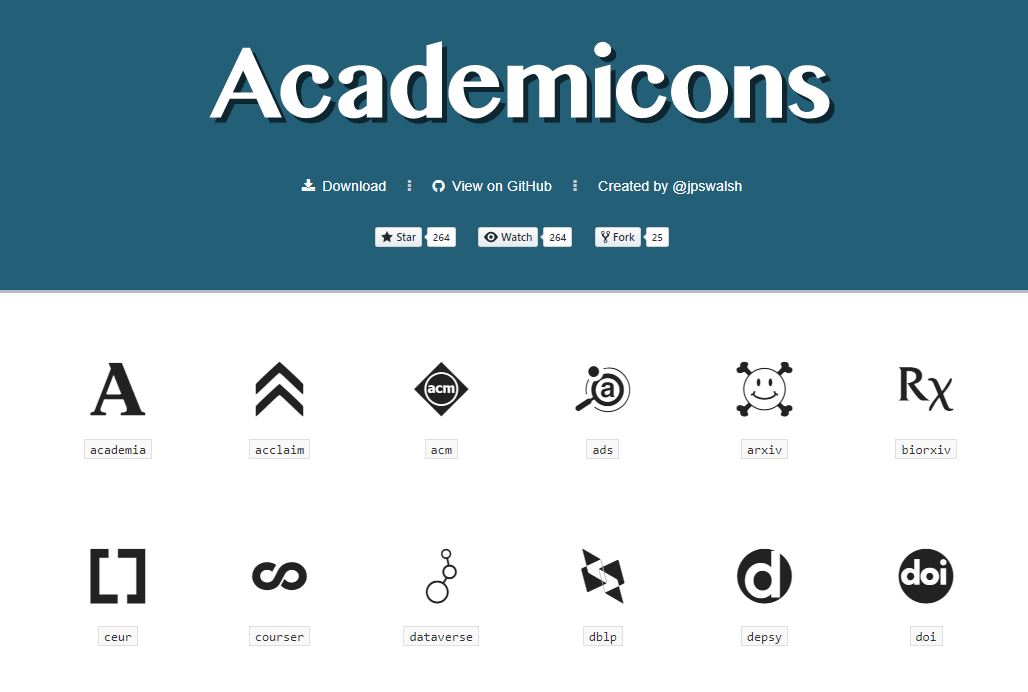 Academicons
Download View on GitHub Created by @jpswalsh
Star 264 Watch 264 Fork 25
A acm a Rχ
academia acclaim acm ads arxiv biorxiv
d doi
ceur courser dataverse dblp depsy doi